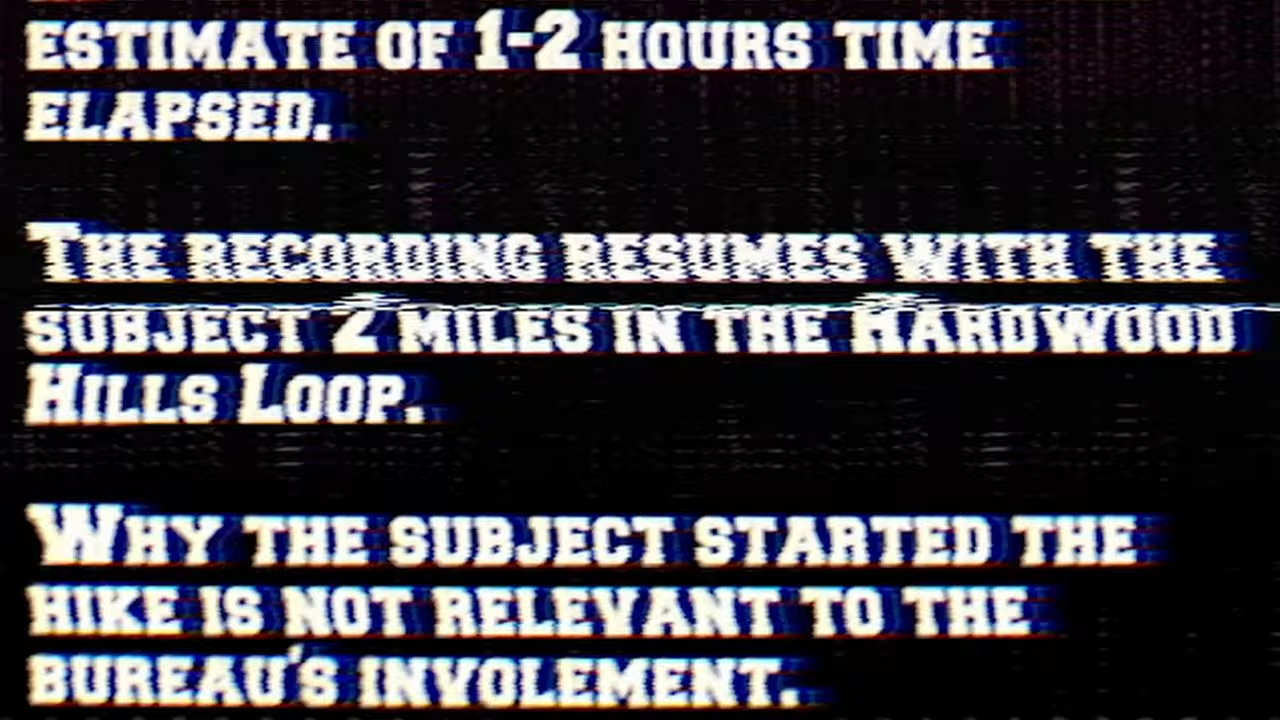 ESTIMATE OF 1-2 HOURS TIME
ELAPSED.
THE RECORDING RESUMES WITH THE
SUBJECT 2 MILES IN THE HARDWOOD
HILLS LOOP.
WHY THE SUBJECT STARTED THE
HIKE IS NOT RELEVANT TO THE
BUREAU'S INVOLEMENT.